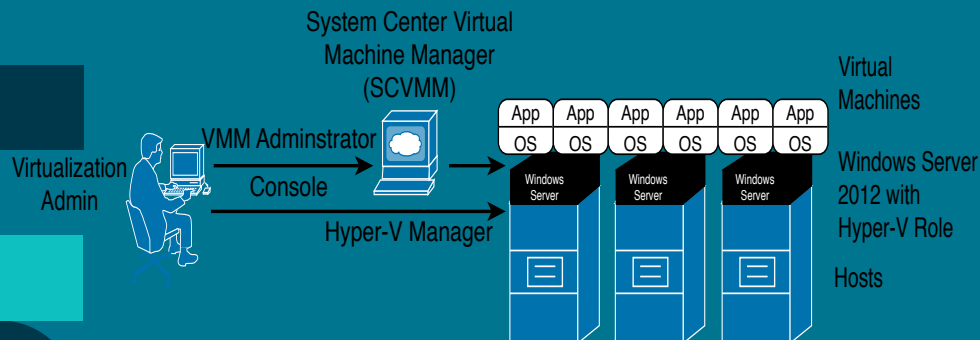 System Center Virtual
Machine Manager
(SCVMM)
Virtualization
Admin
VMM Adminstrator
Console
Hyper-V Manager
App App App App App App
OS OS OS OS OS OS
Windows
Server
Windows
Server
Windows
Server
Virtual
Machines
Windows Server
2012 with
Hyper-V Role
Hosts